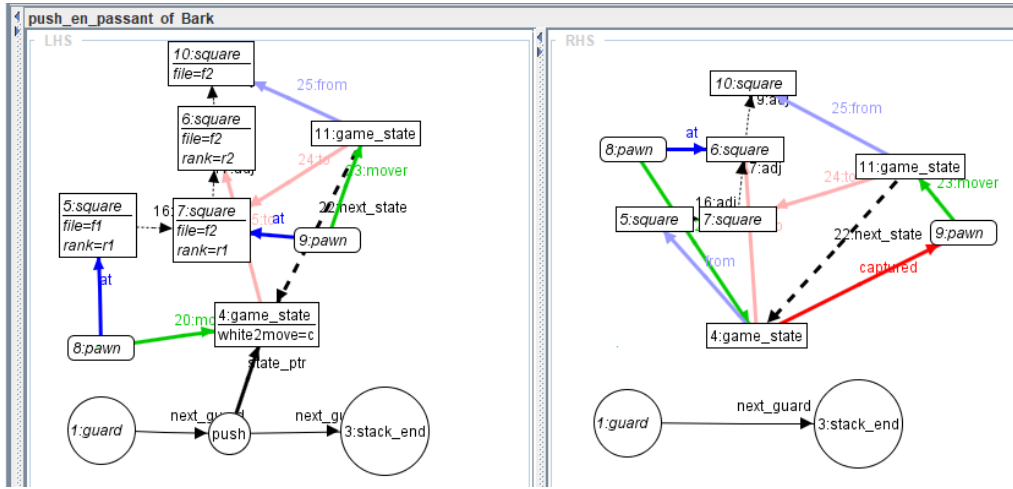 push_en_passant of Bark
LHS
10:square
file=f2
25:from
6:square
file=f2
rank=r2
11:game_state
24:to
23:mover
5:square
file=f1
rank=r1
7:square
file=f2
rank=r1
at
22:next_state
9:pawn
at
4:game_state
white2move=c
8:pawn
state_ptr
next_guard
push
1:guard
3:stack_end
RHS
10:square
9:adj
25:from
at
8:pawn
6:square
17:adj
11:game_state
24:to
23:mover
16:adj
5:square
7:square
22:next_state
9:pawn
from
captured
4:game_state
next_guard
1:guard
3:stack_end